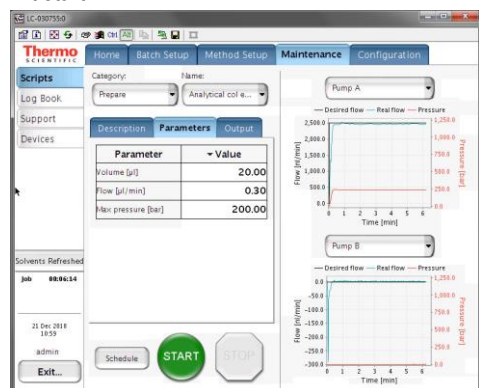 LC-030755:0
Ctrl
Thermo
SCIENTIFIC
Home
Batch Setup
Method Setup
Maintenance
Configuration
Scripts
Log Book
Support
Devices
Category:
Name:
Prepare
Analytical col e...
Description
Parameters
Output
Parameter
Value
Volume [µl]
20.00
Flow [µl/min]
0.30
Max pressure [bar]
200.00
Pump A
Desired flow
Real flow
Pressure
2,500.0
2,000.0
1,500.0
1,000.0
500.0
0.0
Flow [nl/min]
1,250.0
1,000.0
750.0
500.0
250.0
0.0
Pressure [bar]
0 1 2 3 4 5 6
Time [min]
Pump B
Desired flow
Real flow
Pressure
0.0
-50.0
-100.0
-150.0
-200.0
-250.0
-300.0
Flow [nl/min]
1,250.0
1,000.0
750.0
500.0
250.0
0.0
Pressure [bar]
0 1 2 3 4 5 6
Time [min]
Solvents Refreshed
Job 00:06:14
21 Dec 2018
10:59
admin
Exit...
Schedule
START
STOP